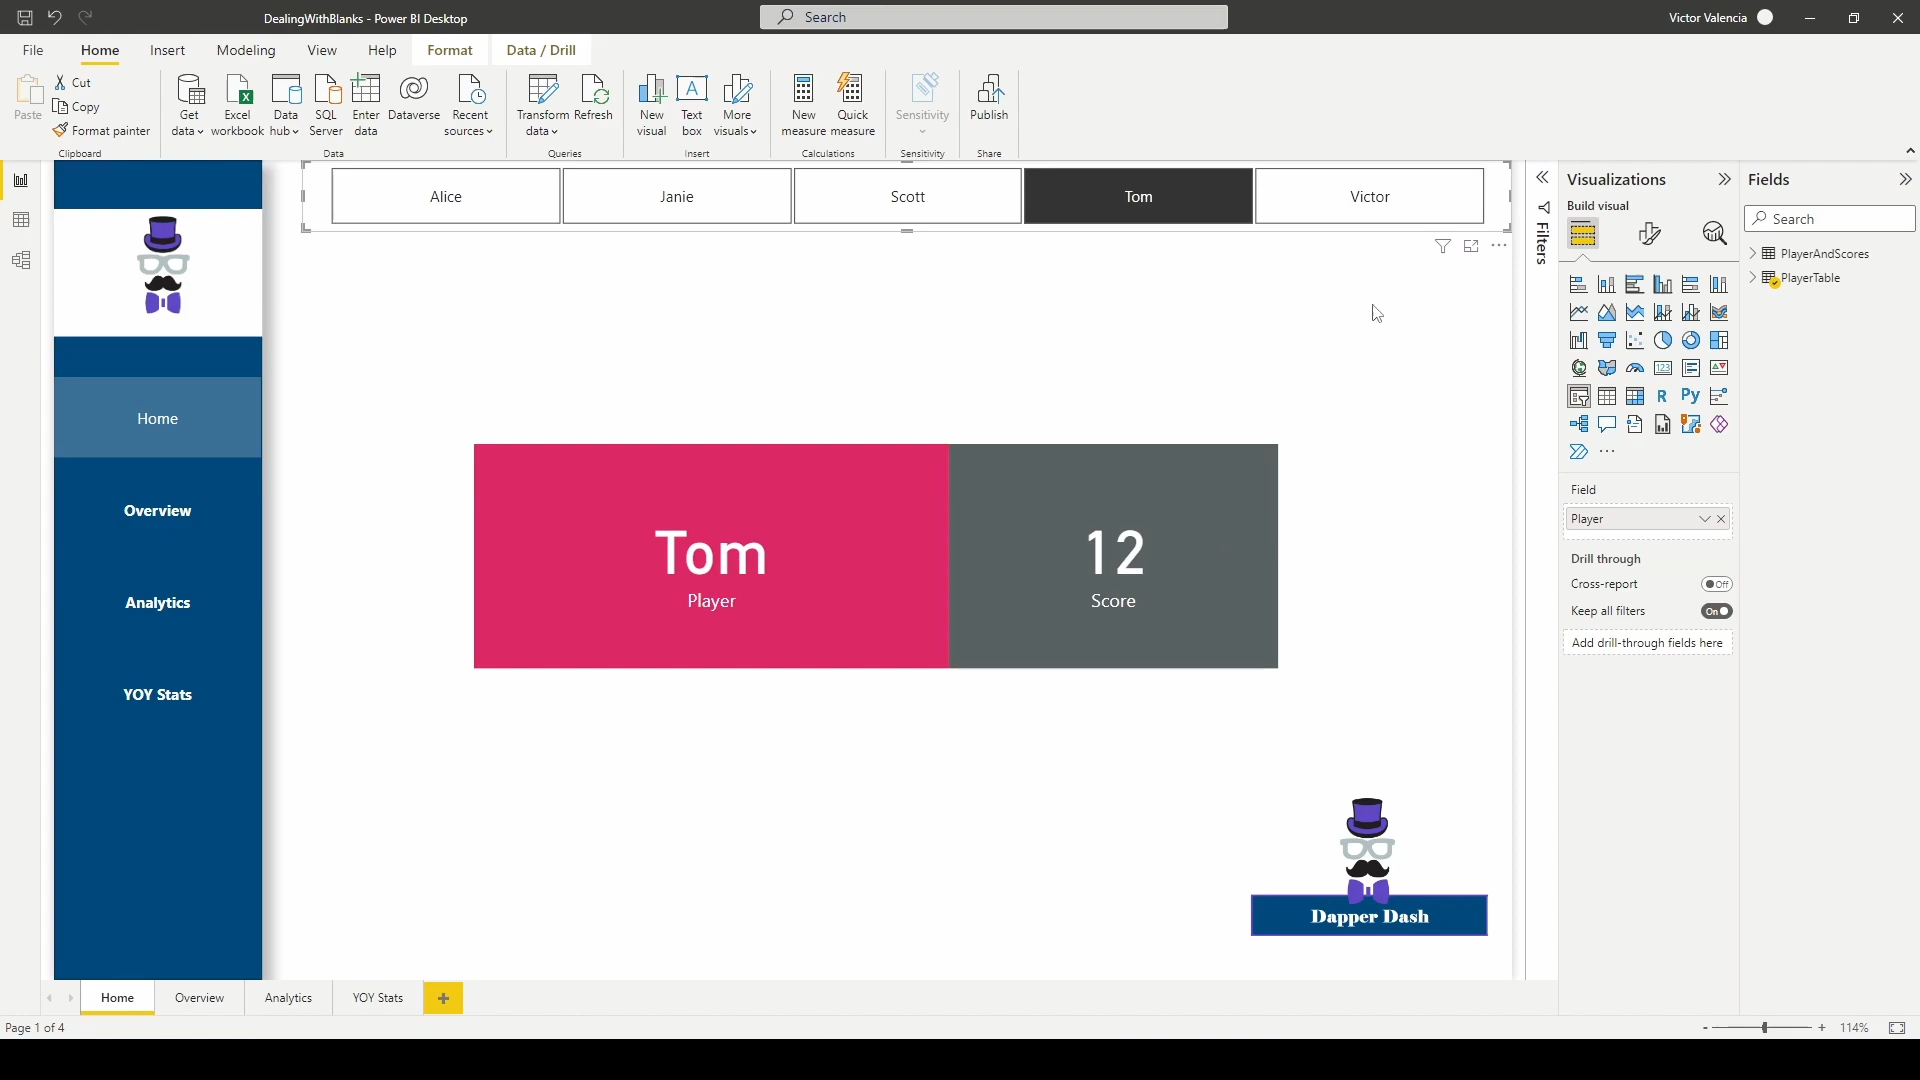 DealingWithBlanks - Power BI Desktop
Search
Victor Valencia
File
Home
Insert
Modeling
View
Help
Format
Data / Drill
Paste
Cut
Copy
Format painter
Clipboard
Get
data
Excel
workbook
Data
hub
SQL
Server
Enter
data
Dataverse
Recent
sources
Data
Transform
data
Refresh
Queries
New
visual
A
Text
box
More
visuals
Insert
New
measure
Quick
measure
Calculations
Sensitivity
Sensitivity
Publish
Share
Alice
Janie
Scott
Tom
Victor
Home
Overview
Analytics
YOY Stats
Tom
Player
12
Score
Dapper Dash
Filters
Visualizations
Build visual
123
R
Py
Field
Player
Drill through
Cross-report
Off
Keep all filters
On
Add drill-through fields here
Fields
Search
PlayerAndScores
PlayerTable
Home
Overview
Analytics
YOY Stats
Page 1 of 4
114%